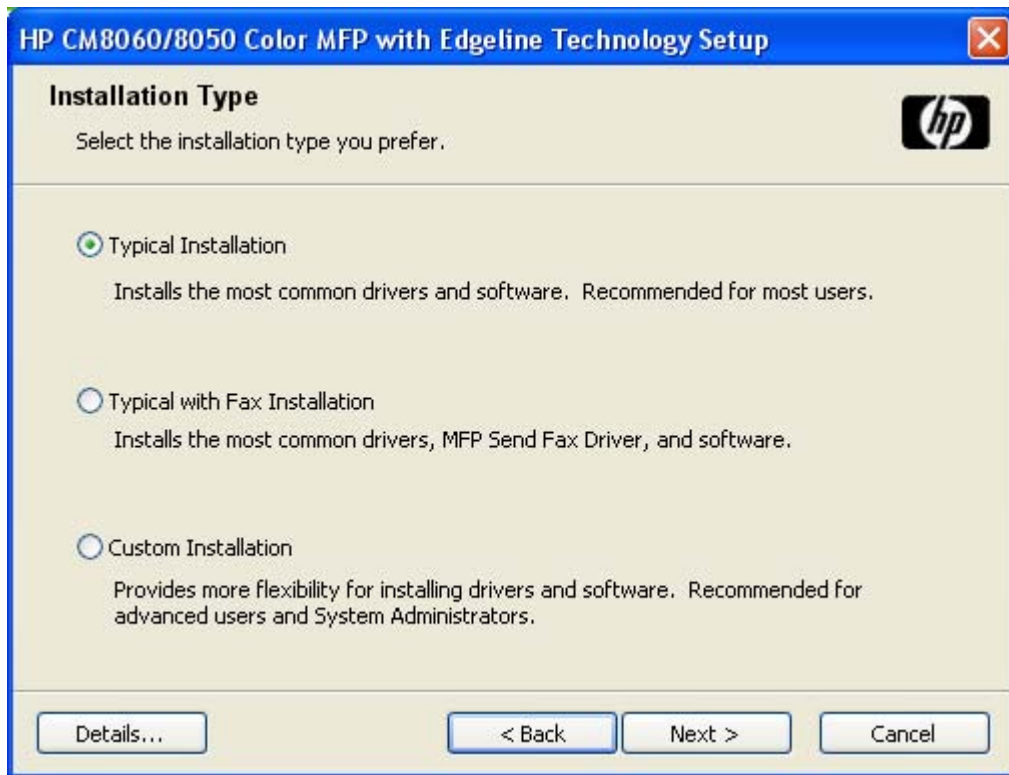 HP CM8060/8050 Color MFP with Edgeline Technology Setup
Installation Type
Select the installation type you prefer.
hp
Typical Installation
Installs the most common drivers and software. Recommended for most users.
Typical with Fax Installation
Installs the most common drivers, MFP Send Fax Driver, and software.
Custom Installation
Provides more flexibility for installing drivers and software. Recommended for
advanced users and System Administrators.
Details... < Back Next > Cancel